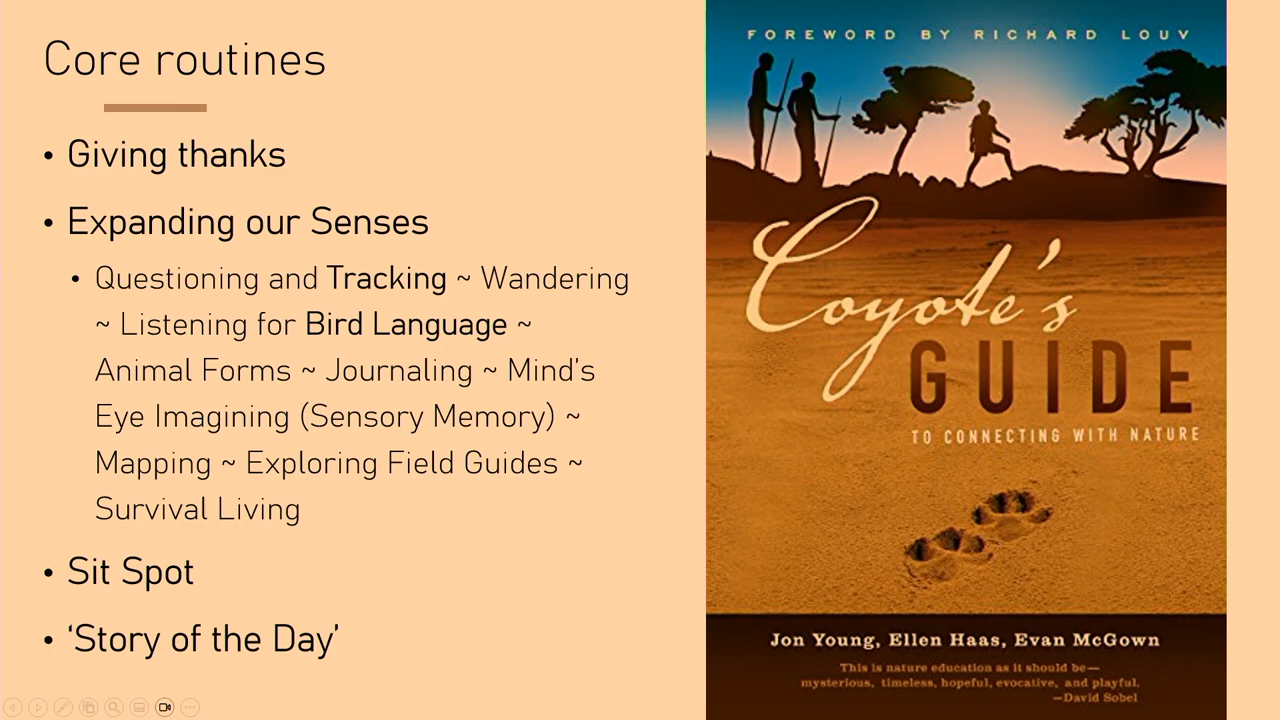 Core routines
• Giving thanks
• Expanding our Senses
• Questioning and Tracking ~ Wandering
~ Listening for Bird Language ~
Animal Forms ~ Journaling ~ Mind's
Eye Imagining (Sensory Memory) ~
Mapping ~ Exploring Field Guides ~
Survival Living
• Sit Spot
• ‘Story of the Day’
FOREWORD BY RICHARD LOUV
Coyote's
GUIDE
TO CONNECTING WITH NATURE
Jon Young, Ellen Haas, Evan McGown
This is nature education as it should be—
mysterious, timeless, hopeful, evocative, and playful.
—David Sobel